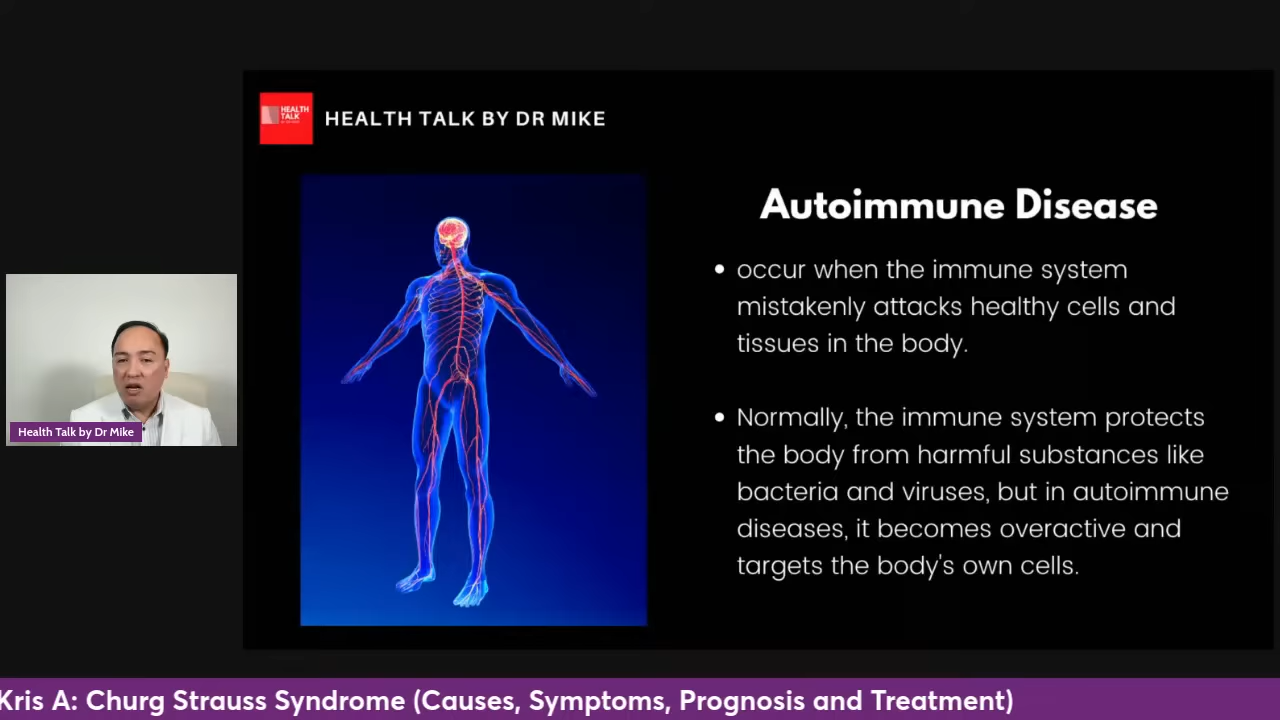 HEALTH
TALK
HEALTH TALK BY DR MIKE
Autoimmune Disease
• occur when the immune system
mistakenly attacks healthy cells and
tissues in the body.
• Normally, the immune system protects
the body from harmful substances like
bacteria and viruses, but in autoimmune
diseases, it becomes overactive and
targets the body's own cells.
Health Talk by Dr Mike
Kris A: Churg Strauss Syndrome (Causes, Symptoms, Prognosis and Treatment)